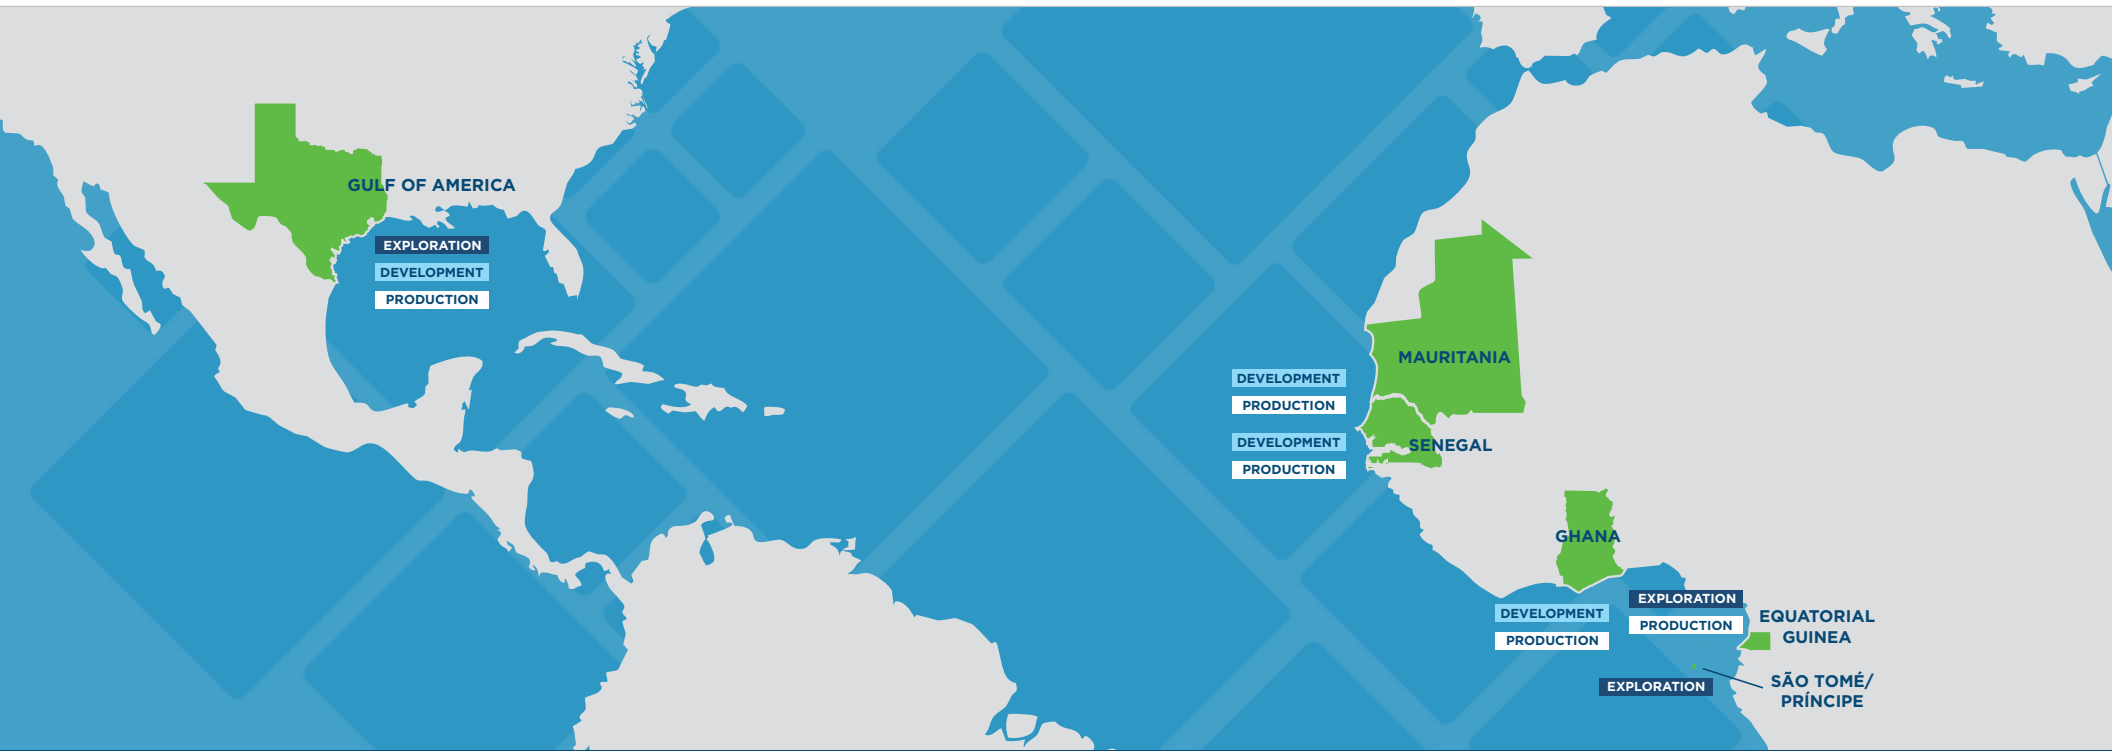 GULF OF AMERICA
EXPLORATION
DEVELOPMENT
PRODUCTION
MAURITANIA
DEVELOPMENT
PRODUCTION
SENEGAL
DEVELOPMENT
PRODUCTION
GHANA
DEVELOPMENT
PRODUCTION
EXPLORATION
PRODUCTION
EQUATORIAL
GUINEA
EXPLORATION
SÃO TOMÉ/
PRÍNCIPE